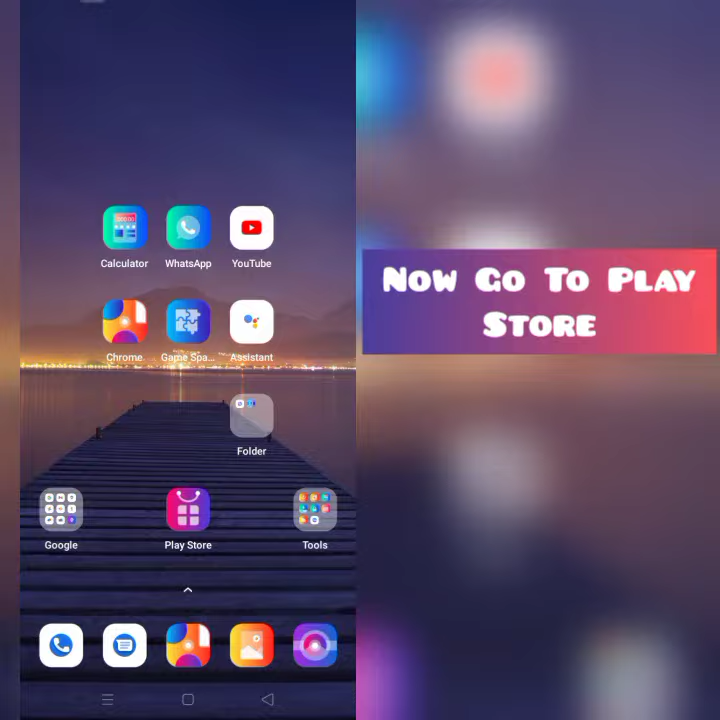 Calculator
WhatsApp
YouTube
Chrome
Game Spa...
Assistant
Folder
Google
Play Store
Tools
Now Go To Play
Store